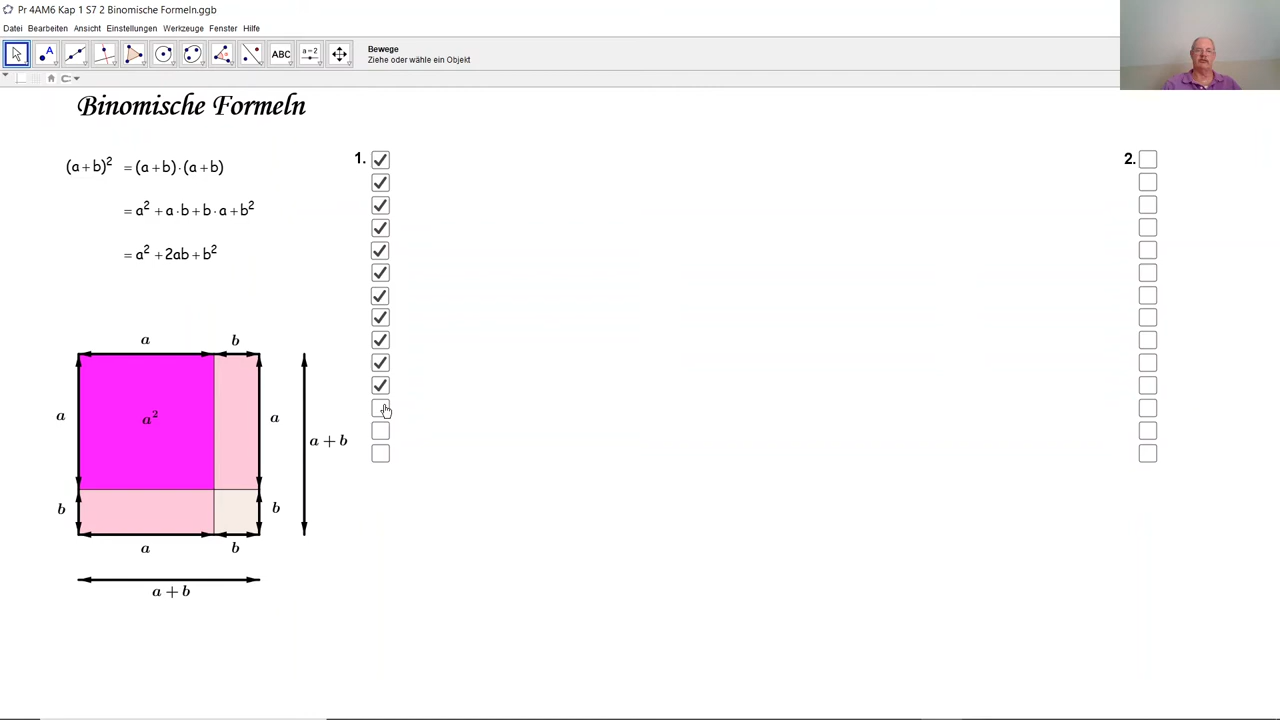 Pr 4AM6 Kap 1 S7 2 Binomische Formeln.ggb
Datei Bearbeiten Ansicht Einstellungen Werkzeuge Fenster Hilfe
A
ABC
a = 2
Bewege
Ziehe oder wähle ein Objekt
Binomische Formeln
(a+b)² = (a+b)·(a+b)
= a² + a·b + b·a + b²
= a² + 2ab + b²
1.
2.
a b
a
a²
a
a + b
b
b
a b
a + b